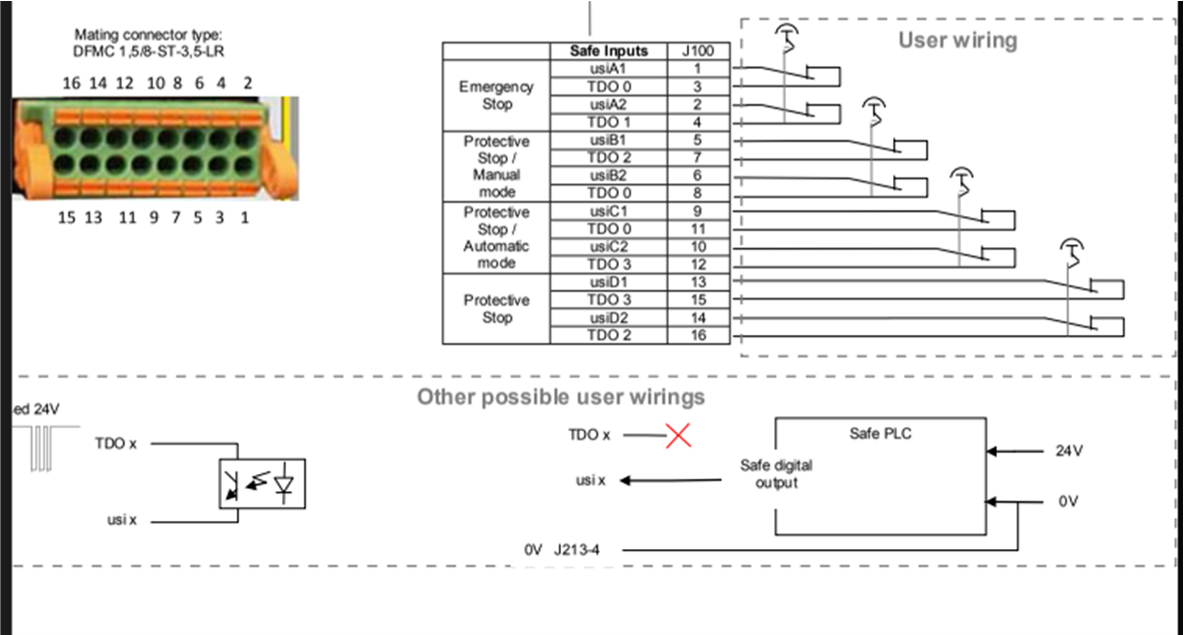 Mating connector type:
DFMC 1,5/8-ST-3,5-LR
16 14 12 10 8 6 4 2
15 13 11 9 7 5 3 1
Safe Inputs J100
Emergency Stop
usiA1 1
TDO 0 3
usiA2 2
TDO 1 4
Protective Stop / Manual mode
usiB1 5
TDO 2 7
usiB2 6
TDO 0 8
Protective Stop / Automatic mode
usiC1 9
TDO 0 11
usiC2 10
TDO 3 12
Protective Stop
usiD1 13
TDO 3 15
usiD2 14
TDO 2 16
User wiring
Other possible user wirings
ed 24V
TDO x
usi x
TDO x
usi x
Safe digital
output
Safe PLC
24V
0V
0V J213-4